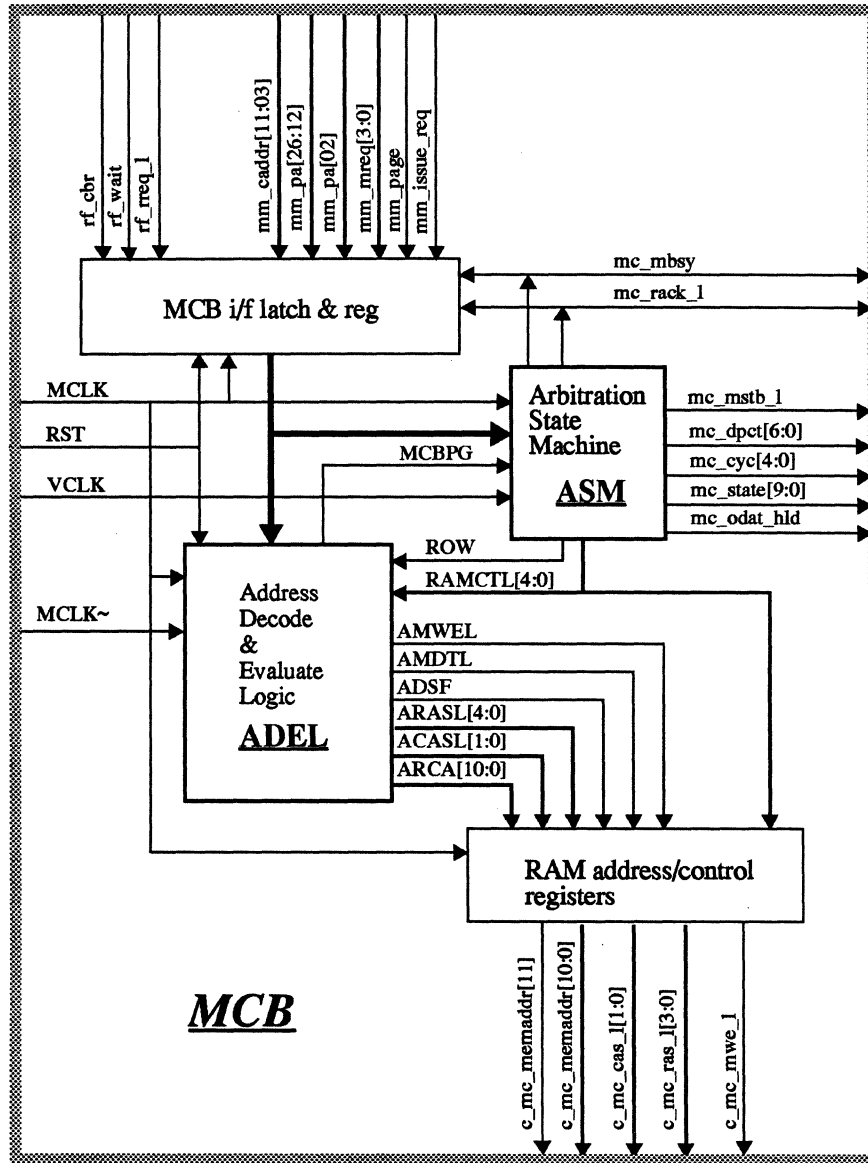 rf_cbr
rf_wait
rf_rreq_l
mm_caddr[11:03]
mm_pa[26:12]
mm_pa[02]
mm_mreq[3:0]
mm_page
mm_issue_req
MCB i/f latch & reg
mc_mbsy
mc_rack_l
MCLK
RST
VCLK
MCBPG
Arbitration
State
Machine
ASM
mc_mstb_l
mc_dpct[6:0]
mc_cyc[4:0]
mc_state[9:0]
mc_odat_hld
ROW
RAMCTL[4:0]
MCLK~
Address
Decode
&
Evaluate
Logic
ADEL
AMWEL
AMDTL
ADSF
ARASL[4:0]
ACASL[1:0]
ARCA[10:0]
RAM address/control
registers
MCB
c_mc_memaddr[11]
c_mc_memaddr[10:0]
c_mc_cas_l[1:0]
c_mc_ras_l[3:0]
c_mc_mwe_l